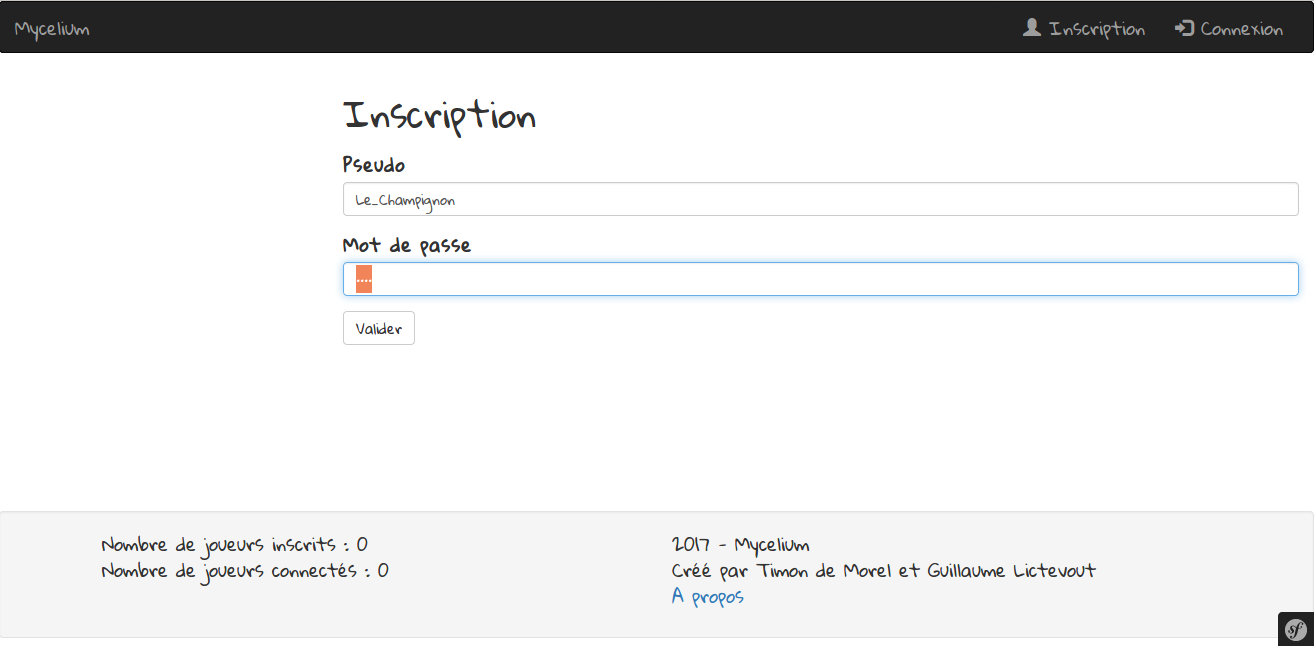 Mycelium
Inscription
Connexion
Inscription
Pseudo
Le_Champignon
Mot de passe
....
Valider
Nombre de joueurs inscrits : 0
Nombre de joueurs connectés : 0
2017 - Mycelium
Créé par Timon de Morel et Guillaume Lictevout
A propos
sf